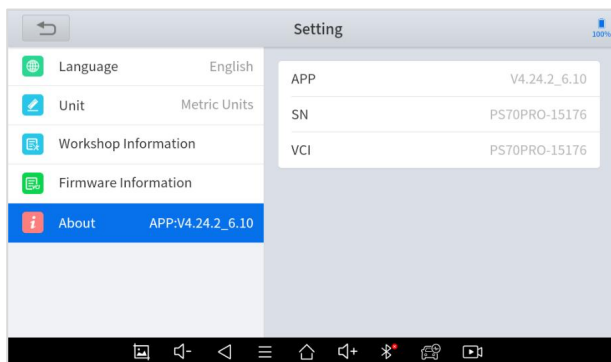 Setting
100%
Language English
Unit Metric Units
Workshop Information
Firmware Information
About APP:V4.24.2_6.10
APP V4.24.2_6.10
SN PS70PRO-15176
VCI PS70PRO-15176